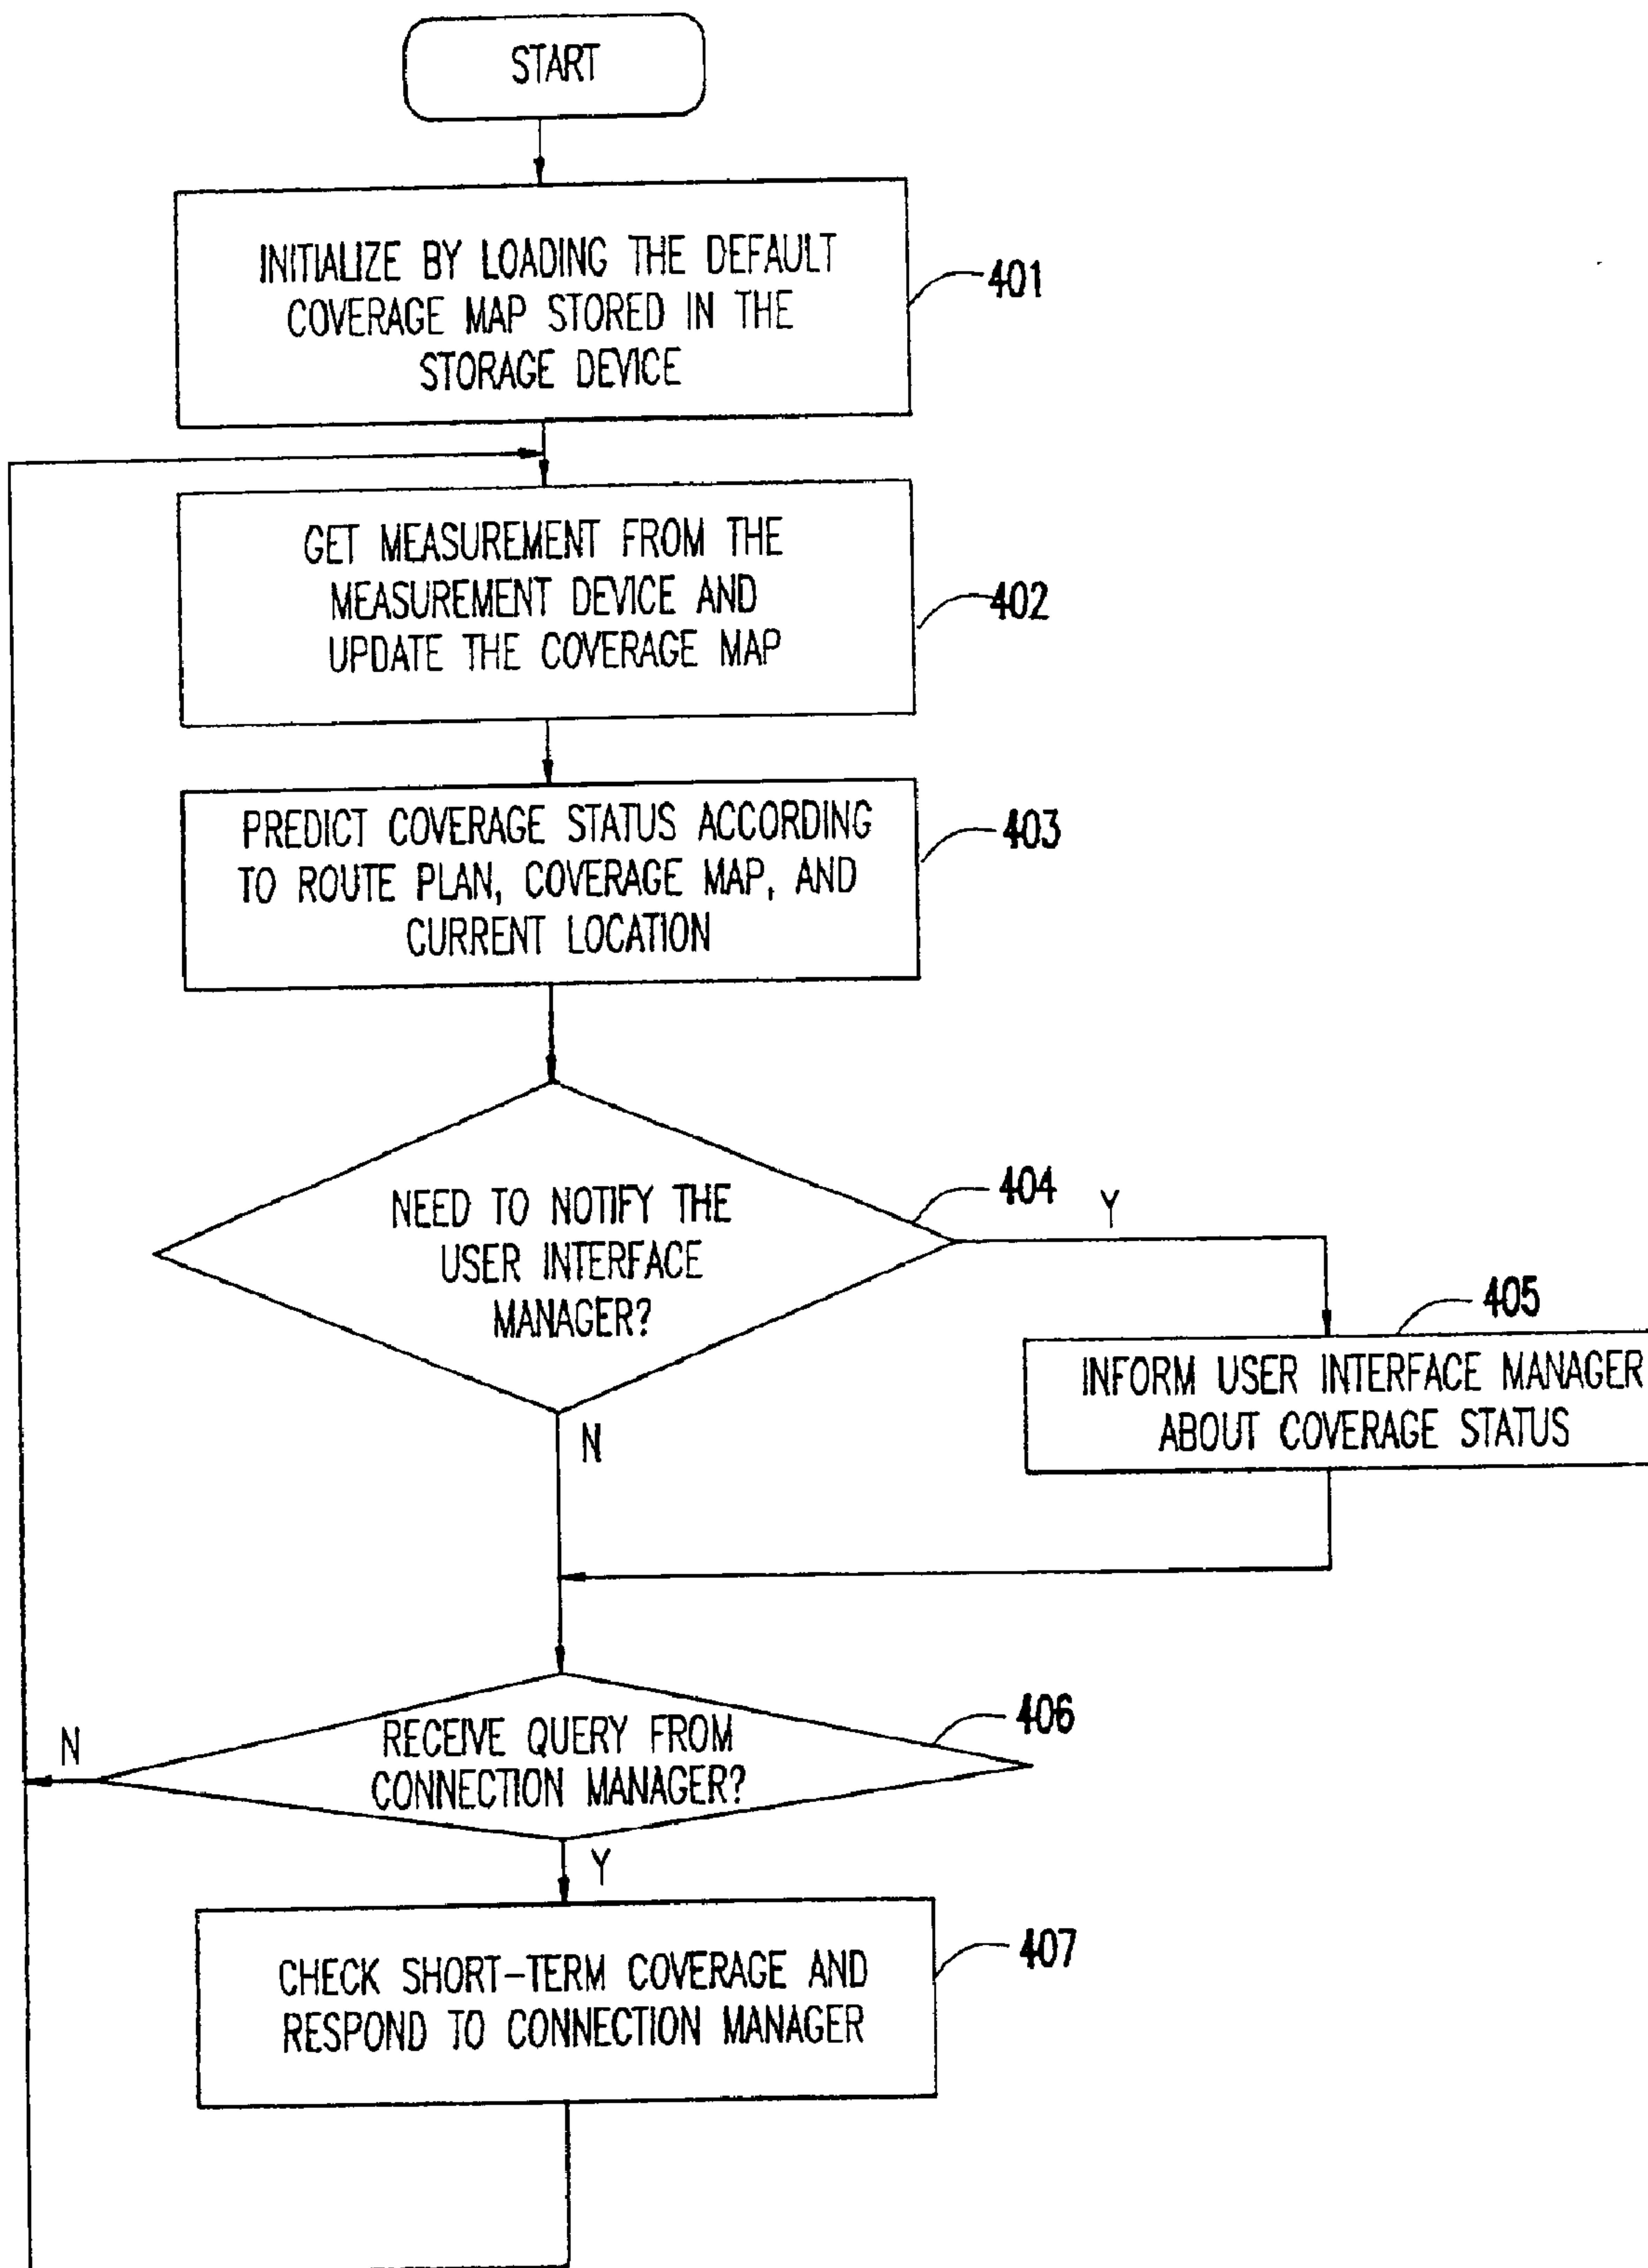 START
INITIALIZE BY LOADING THE DEFAULT
COVERAGE MAP STORED IN THE
STORAGE DEVICE
401
GET MEASUREMENT FROM THE
MEASUREMENT DEVICE AND
UPDATE THE COVERAGE MAP
402
PREDICT COVERAGE STATUS ACCORDING
TO ROUTE PLAN, COVERAGE MAP, AND
CURRENT LOCATION
403
NEED TO NOTIFY THE
USER INTERFACE
MANAGER?
404
Y
405
INFORM USER INTERFACE MANAGER
ABOUT COVERAGE STATUS
N
RECEIVE QUERY FROM
CONNECTION MANAGER?
406
N
Y
CHECK SHORT-TERM COVERAGE AND
RESPOND TO CONNECTION MANAGER
407